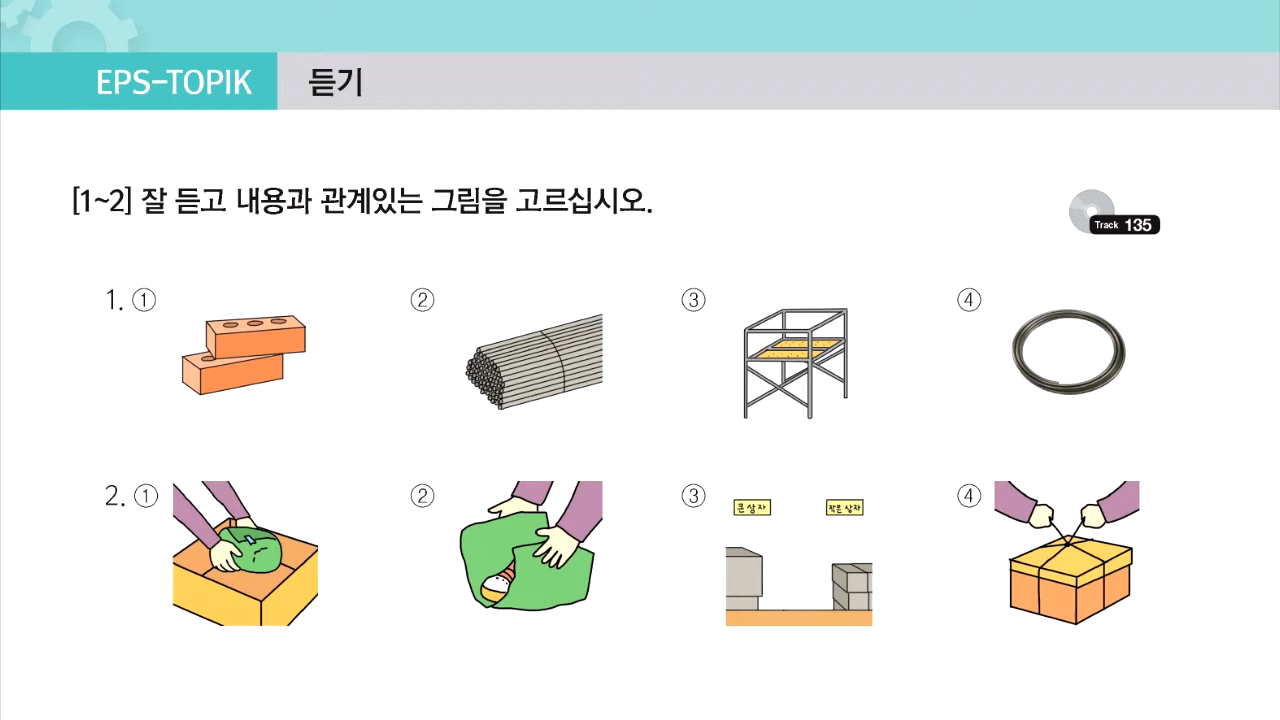 EPS-TOPIK 듣기
[1~2] 잘 듣고 내용과 관계있는 그림을 고르십시오.
Track 135
1. ① ② ③ ④
2. ① ② ③ ④
큰 상자 작은 상자